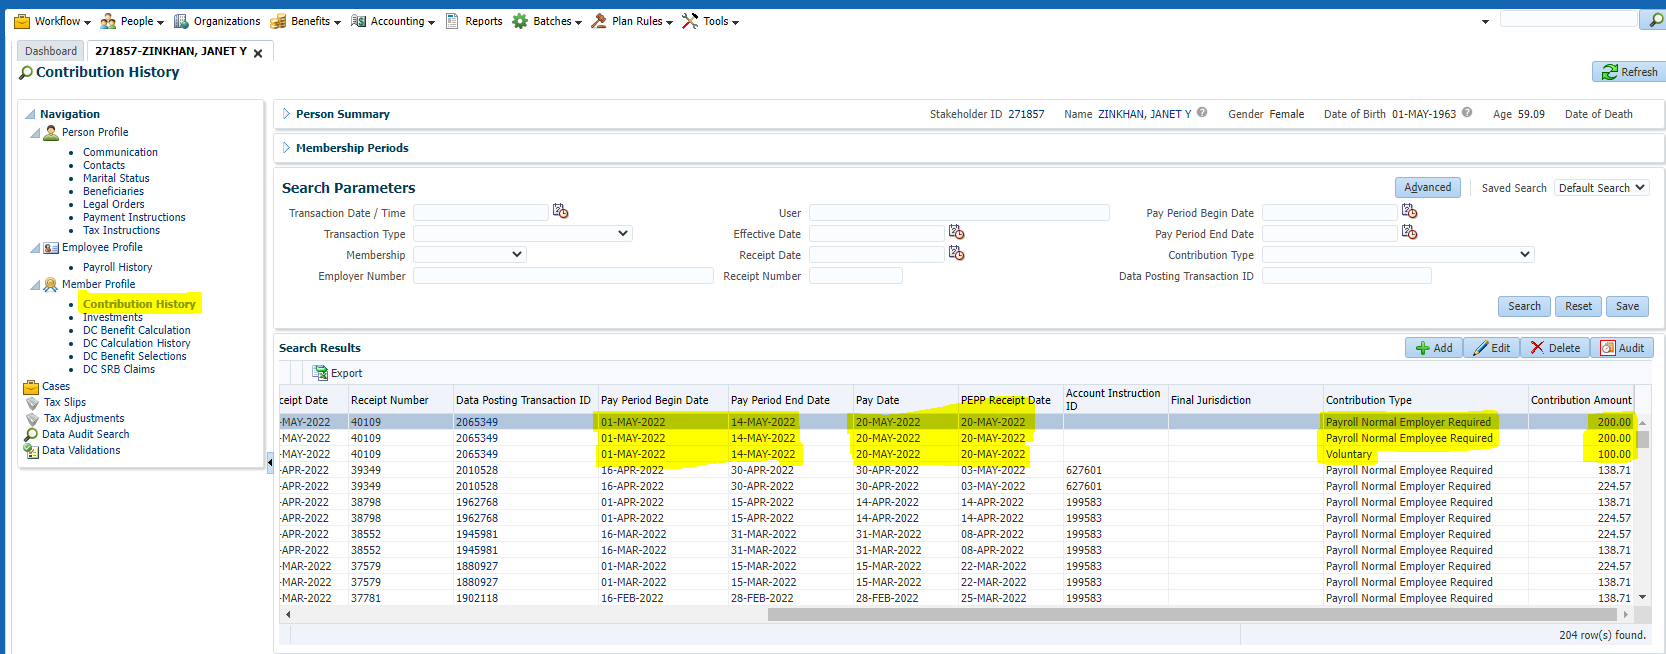 Workflow People Organizations Benefits Accounting Reports Batches Plan Rules Tools
Dashboard 271857-ZINKHAN, JANET Y
Contribution History
Refresh
Navigation
Person Profile
Communication
Contacts
Marital Status
Beneficiaries
Legal Orders
Payment Instructions
Tax Instructions
Employee Profile
Payroll History
Member Profile
Contribution History
Investments
DC Benefit Calculation
DC Calculation History
DC Benefit Selections
DC SRB Claims
Cases
Tax Slips
Tax Adjustments
Data Audit Search
Data Validations
Person Summary Stakeholder ID 271857 Name ZINKHAN, JANET Y Gender Female Date of Birth 01-MAY-1963 Age 59.09 Date of Death
Membership Periods
Search Parameters Advanced Saved Search Default Search
Transaction Date / Time User Pay Period Begin Date
Transaction Type Effective Date Pay Period End Date
Membership Receipt Date Contribution Type
Employer Number Receipt Number Data Posting Transaction ID
Search Reset Save
Search Results Add Edit Delete Audit
Export
ceipt Date Receipt Number Data Posting Transaction ID Pay Period Begin Date Pay Period End Date Pay Date PEPP Receipt Date Account Instruction ID Final Jurisdiction Contribution Type Contribution Amount
-MAY-2022 40109 2065349 01-MAY-2022 14-MAY-2022 20-MAY-2022 20-MAY-2022 Payroll Normal Employer Required 200.00
-MAY-2022 40109 2065349 01-MAY-2022 14-MAY-2022 20-MAY-2022 20-MAY-2022 Payroll Normal Employee Required 200.00
-MAY-2022 40109 2065349 01-MAY-2022 14-MAY-2022 20-MAY-2022 20-MAY-2022 Voluntary 100.00
-APR-2022 39349 2010528 16-APR-2022 30-APR-2022 30-APR-2022 03-MAY-2022 627601 Payroll Normal Employee Required 138.71
-APR-2022 39349 2010528 16-APR-2022 30-APR-2022 30-APR-2022 03-MAY-2022 627601 Payroll Normal Employer Required 224.57
-APR-2022 38798 1962768 01-APR-2022 15-APR-2022 14-APR-2022 14-APR-2022 199583 Payroll Normal Employee Required 138.71
-APR-2022 38798 1962768 01-APR-2022 15-APR-2022 14-APR-2022 14-APR-2022 199583 Payroll Normal Employer Required 224.57
-APR-2022 38552 1945981 16-MAR-2022 31-MAR-2022 31-MAR-2022 08-APR-2022 199583 Payroll Normal Employer Required 224.57
-APR-2022 38552 1945981 16-MAR-2022 31-MAR-2022 31-MAR-2022 08-APR-2022 199583 Payroll Normal Employee Required 138.71
-MAR-2022 37579 1880927 01-MAR-2022 15-MAR-2022 15-MAR-2022 22-MAR-2022 199583 Payroll Normal Employer Required 224.57
-MAR-2022 37579 1880927 01-MAR-2022 15-MAR-2022 15-MAR-2022 22-MAR-2022 199583 Payroll Normal Employee Required 138.71
-MAR-2022 37781 1902118 16-FEB-2022 28-FEB-2022 28-FEB-2022 25-MAR-2022 199583 Payroll Normal Employee Required 138.71
204 row(s) found.